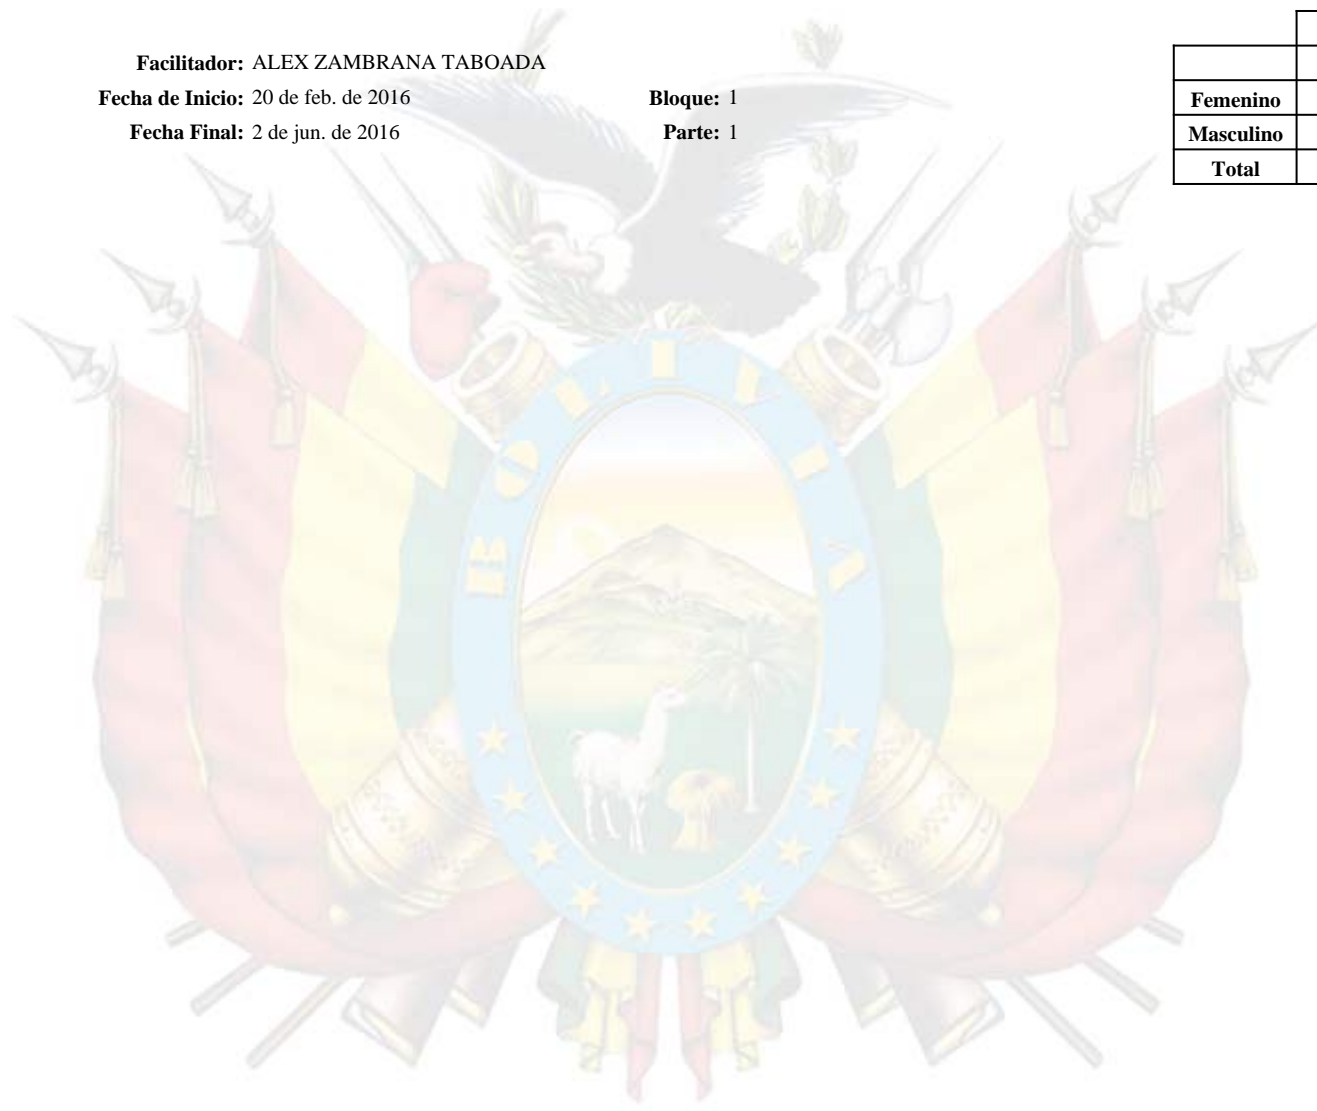 Facilitador: ALEX ZAMBRANA TABOADA
Fecha de Inicio: 20 de feb. de 2016
Bloque: 1
Fecha Final: 2 de jun. de 2016
Parte: 1
Femenino
Masculino
Total
BOLIVIA